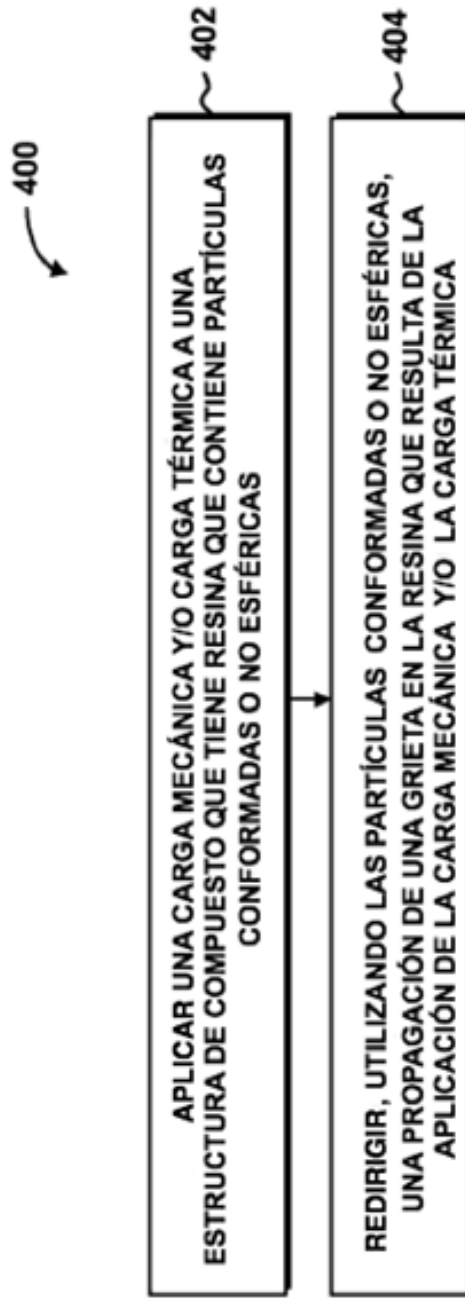 400
402
APLICAR UNA CARGA MECÁNICA Y/O CARGA TÉRMICA A UNA
ESTRUCTURA DE COMPUESTO QUE TIENE RESINA QUE CONTIENE PARTÍCULAS
CONFORMADAS O NO ESFÉRICAS
404
REDIRIGIR, UTILIZANDO LAS PARTÍCULAS CONFORMADAS O NO ESFÉRICAS,
UNA PROPAGACIÓN DE UNA GRIETA EN LA RESINA QUE RESULTA DE LA
APLICACIÓN DE LA CARGA MECÁNICA Y/O LA CARGA TÉRMICA